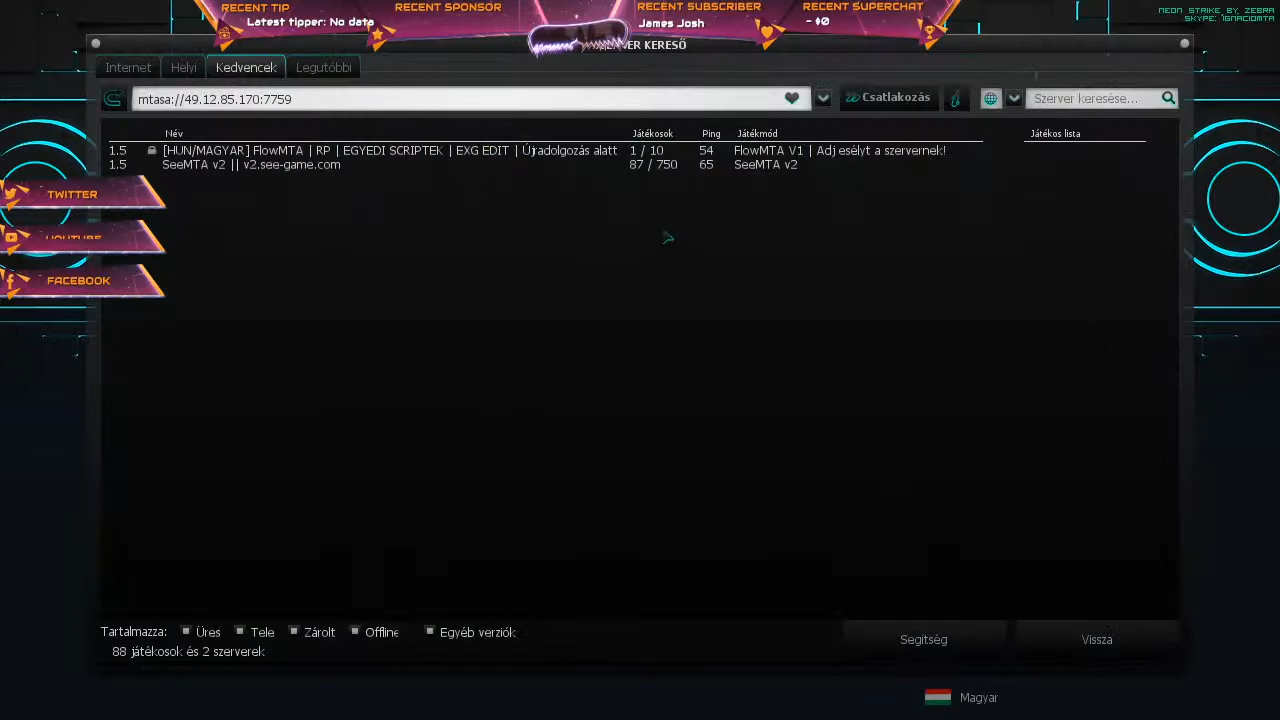 RECENT TIP
Latest tipper: No data
RECENT SPONSOR
RECENT SUBSCRIBER
James Josh
RECENT SUPERCHAT
- $0
NEON STRIKE BY ZEBRA
SKYPE: IGNACIOMTA
KERESŐ
Internet
Helyi
Kedvencek
Legutóbbi
mtasa://49.12.85.170:7759
Csatlakozás
Szerver keresése...
Név Játékosok Ping Játékmód Játékos lista
1.5 [HUN/MAGYAR] FlowMTA | RP | EGYEDI SCRIPTEK | EXG EDIT | Újradolgozás alatt 1 / 10 54 FlowMTA V1 | Adj esélyt a szervernek!
1.5 SeeMTA v2 || v2.see-game.com 87 / 750 65 SeeMTA v2
TWITTER
YOUTUBE
FACEBOOK
Tartalmazza: Üres Tele Zárolt Offline Egyéb verziók
88 játékosok és 2 szerverek
Segítség
Vissza
Magyar